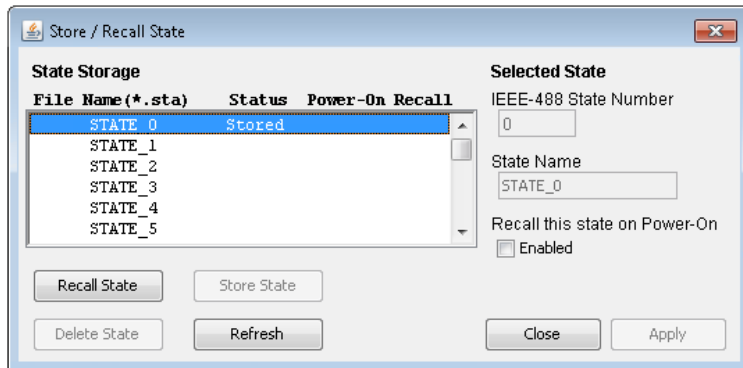 Store / Recall State
State Storage
File Name(*.sta) Status Power-On Recall
STATE_0 Stored
STATE_1
STATE_2
STATE_3
STATE_4
STATE_5
Recall State Store State
Delete State Refresh
Selected State
IEEE-488 State Number
0
State Name
STATE_0
Recall this state on Power-On
Enabled
Close Apply